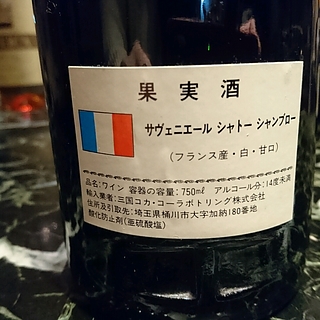 果実酒
サヴェニエール シャトー シャンブロー
（フランス産・白・甘口）
品名:ワイン 容器の容量:750mℓ アルコール分:14度未満
輸入業者:三国コカ・コーラボトリング株式会社
住所及引取先:埼玉県桶川市大字加納180番地
酸化防止剤(亜硫酸塩)